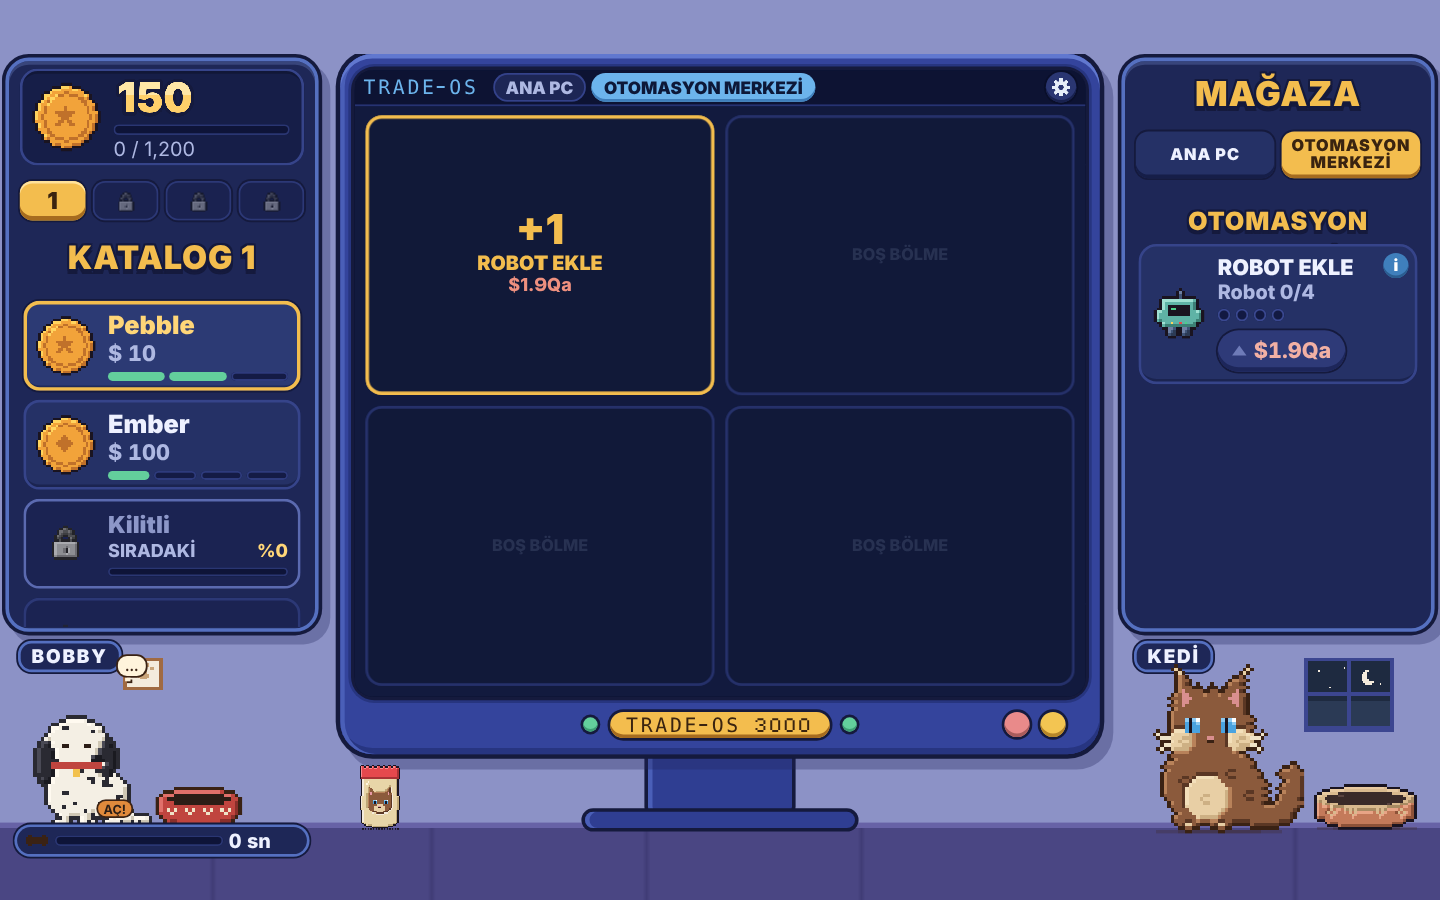 150
0 / 1,200
1
KATALOG 1
Pebble
$ 10
Ember
$ 100
Kilitli
SIRADAKİ %0
BOBBY
...
AÇ!
0 sn
TRADE-OS ANA PC OTOMASYON MERKEZİ
+1
ROBOT EKLE
$1.9Qa
BOŞ BÖLME
BOŞ BÖLME
BOŞ BÖLME
TRADE-OS 3000
MAĞAZA
ANA PC
OTOMASYON
MERKEZİ
OTOMASYON
ROBOT EKLE
i
Robot 0/4
$1.9Qa
KEDİ